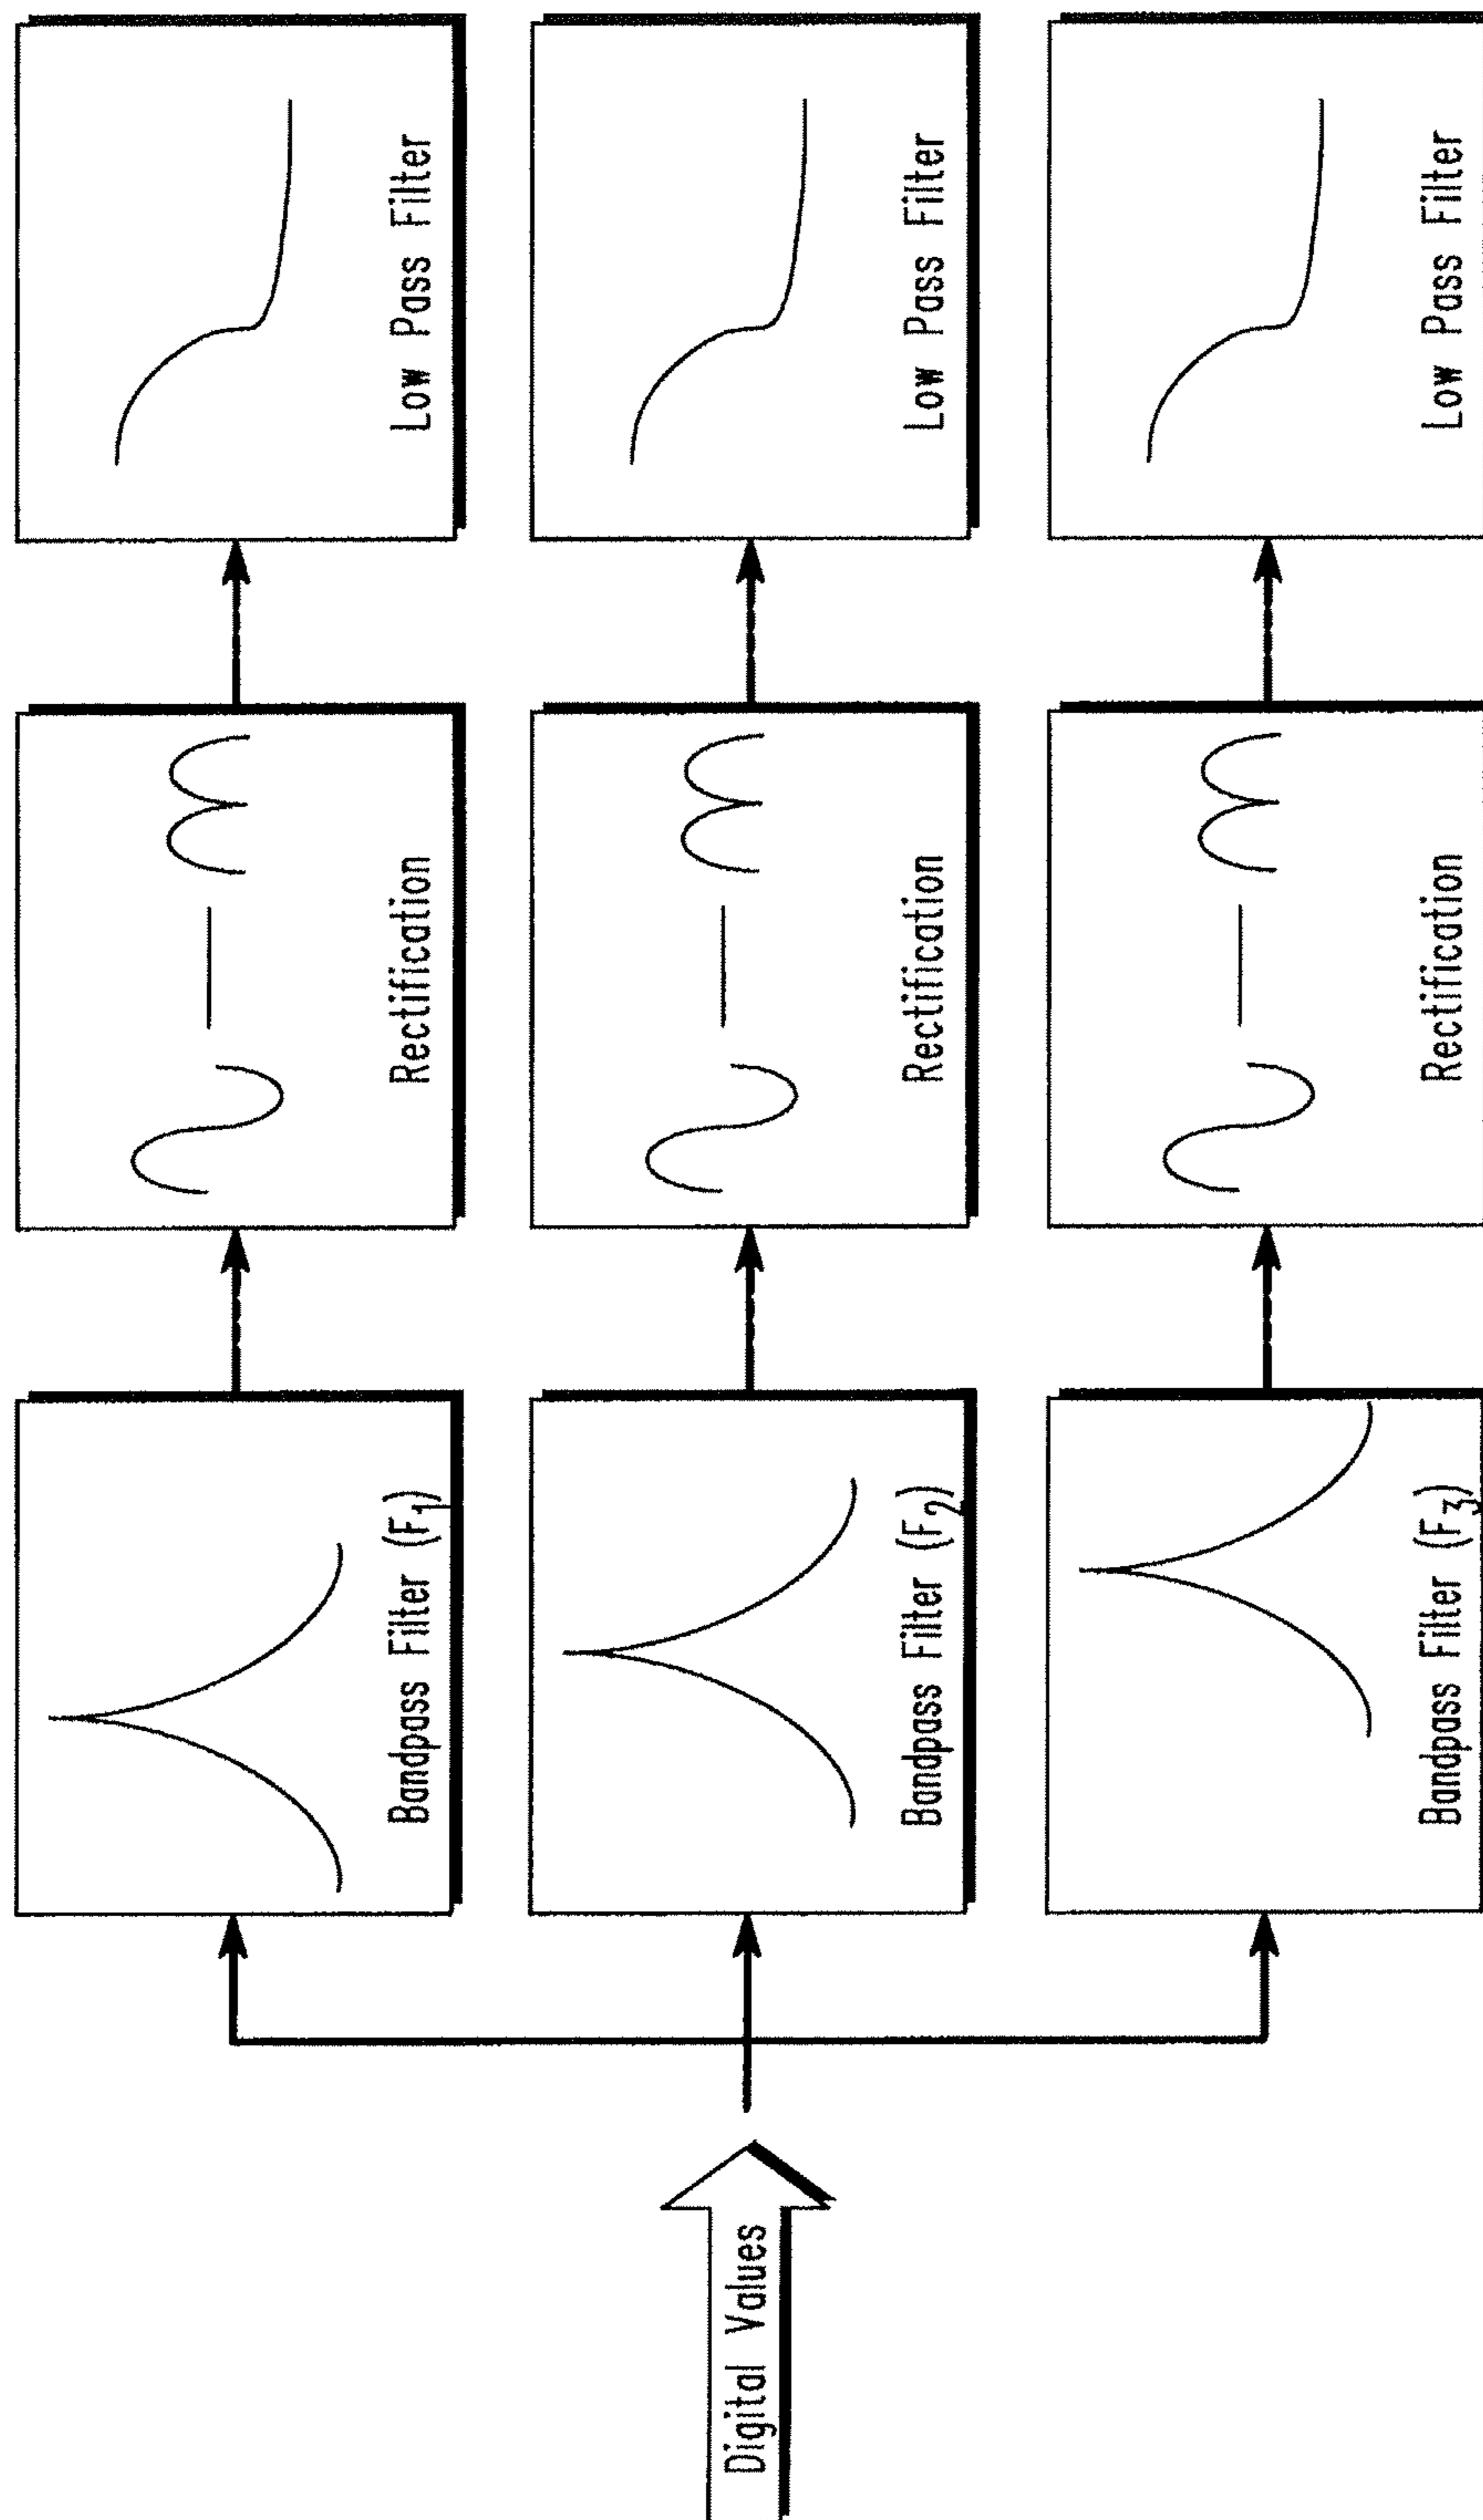 Digital Values
Bandpass Filter (F₁)
Rectification
Low Pass Filter
Bandpass Filter (F₂)
Rectification
Low Pass Filter
Bandpass Filter (F₃)
Rectification
Low Pass Filter